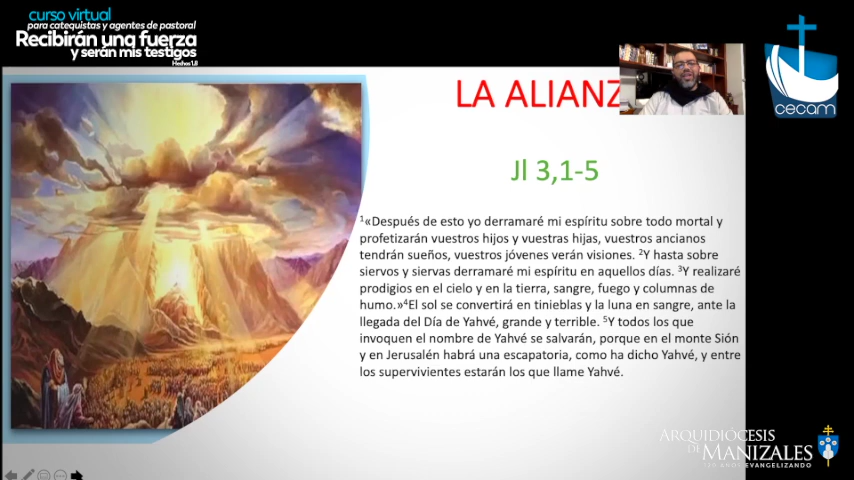 curso virtual
para catequistas y agentes de pastoral
Recibirán una fuerza
y serán mis testigos
Hechos 1,8
cecam
LA ALIANZ
Jl 3,1-5
1«Después de esto yo derramaré mi espíritu sobre todo mortal y
profetizarán vuestros hijos y vuestras hijas, vuestros ancianos
tendrán sueños, vuestros jóvenes verán visiones. 2Y hasta sobre
siervos y siervas derramaré mi espíritu en aquellos días. 3Y realizaré
prodigios en el cielo y en la tierra, sangre, fuego y columnas de
humo.»4El sol se convertirá en tinieblas y la luna en sangre, ante la
llegada del Día de Yahvé, grande y terrible. 5Y todos los que
invoquen el nombre de Yahvé se salvarán, porque en el monte Sión
y en Jerusalén habrá una escapatoria, como ha dicho Yahvé, y entre
los supervivientes estarán los que llame Yahvé.
ARQUIDIÓCESIS
DE MANIZALES
120 AÑOS EVANGELIZANDO